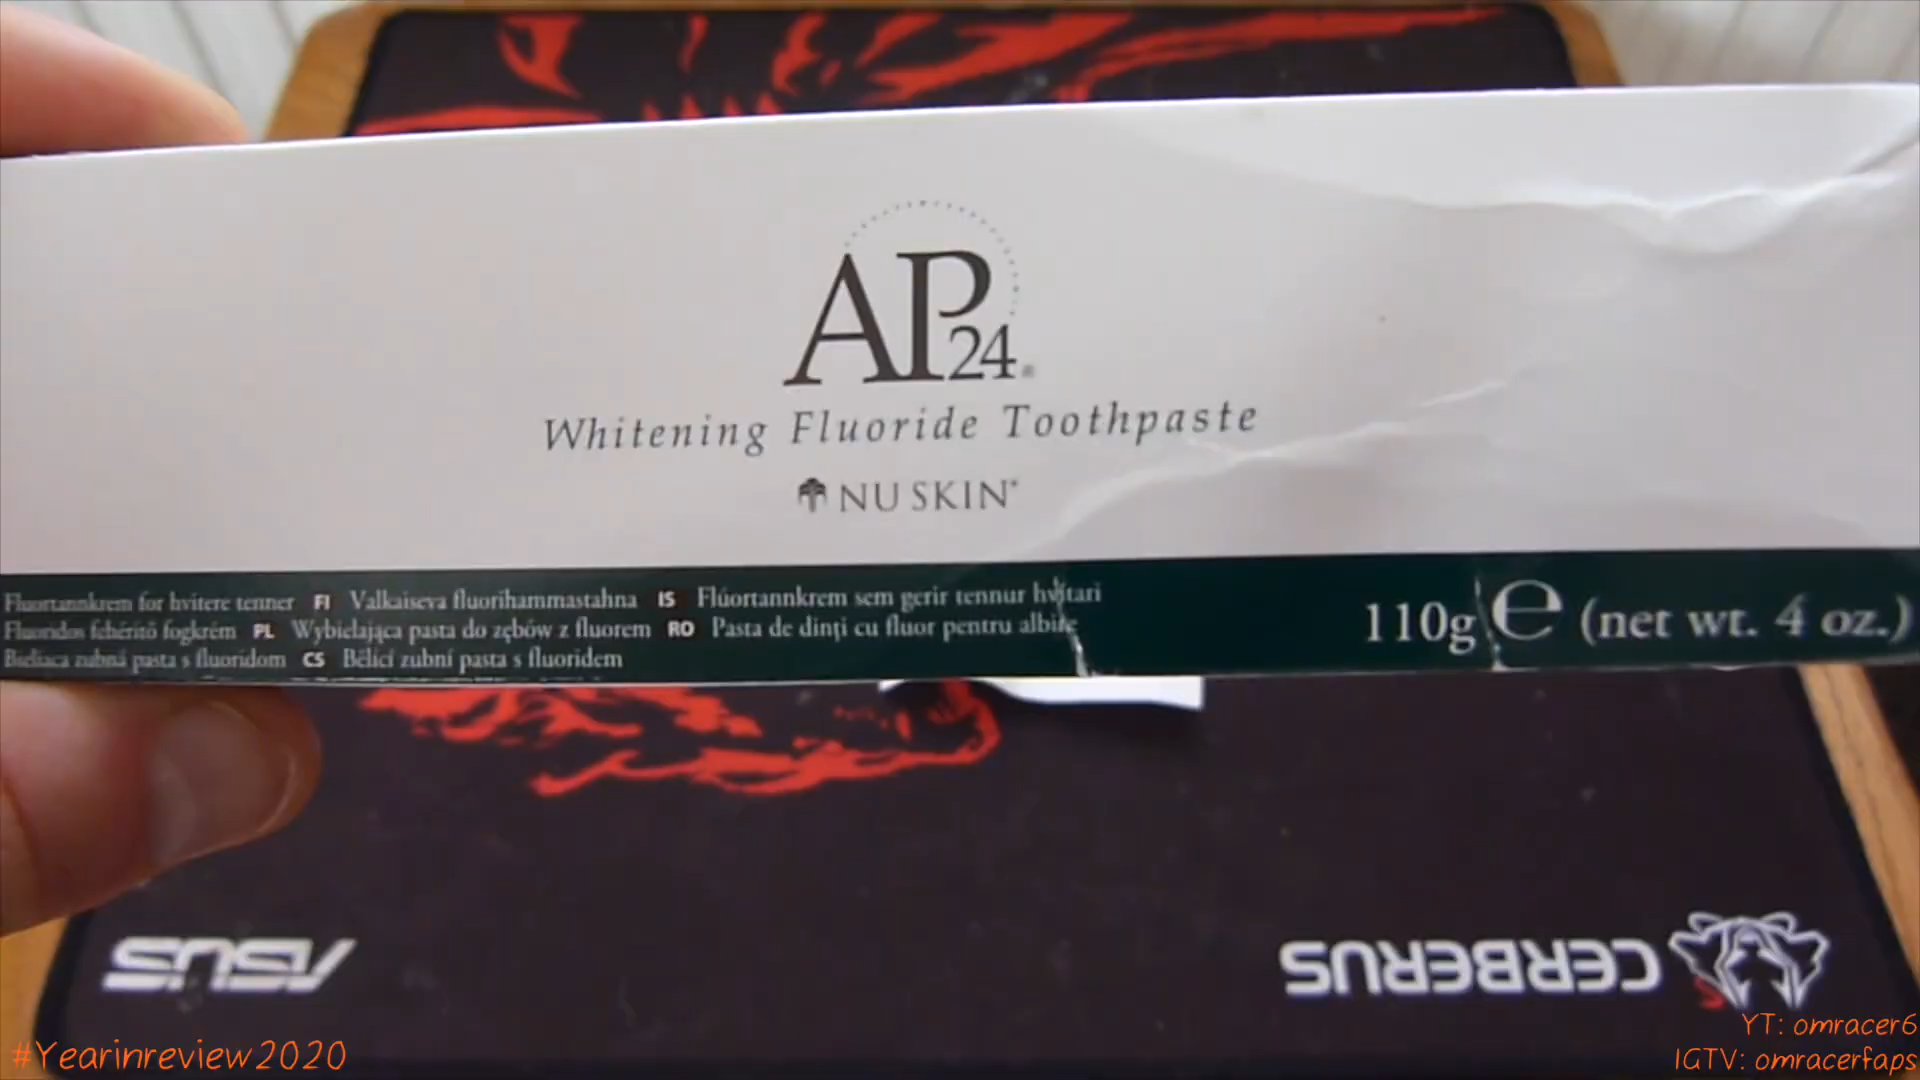 AP24®
Whitening Fluoride Toothpaste
NU SKIN®
Fluortannkrem for hvitere tenner FI Valkaiseva fluorihammastahna IS Flúortannkrem sem gerir tennur hvítari
Fluoridos fehérítő fogkrém PL Wybielająca pasta do zębów z fluorem RO Pasta de dinţi cu fluor pentru albire
Bieliaca zubná pasta s fluoridom CS Bělicí zubní pasta s fluoridem
110g ℮ (net wt. 4 oz.)
ASUS
CERBERUS
#Yearinreview2020
YT: omracer6
IGTV: omracerfaps